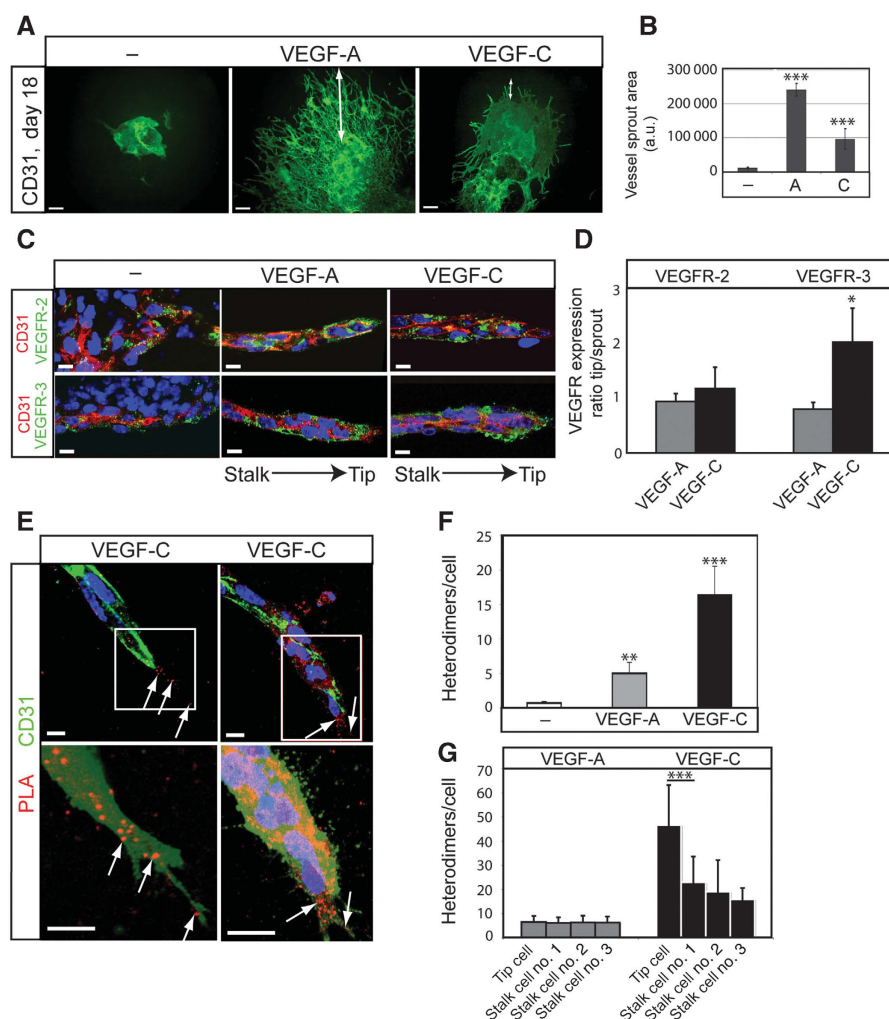 A
– VEGF-A VEGF-C
CD31, day 18
B
Vessel sprout area
(a.u.)
300 000
200 000
100 000
0
***
***
– A C
C
– VEGF-A VEGF-C
CD31
VEGFR-2
CD31
VEGFR-3
Stalk Tip Stalk Tip
D
VEGFR-2 VEGFR-3
VEGFR expression
ratio tip/sprout
3
2
1
0
*
VEGF-A
VEGF-C
VEGF-A
VEGF-C
E
VEGF-C VEGF-C
PLA CD31
F
Heterodimers/cell
25
20
15
10
5
0
**
***
– VEGF-A VEGF-C
G
VEGF-A VEGF-C
Heterodimers/cell
70
60
50
40
30
20
10
0
***
Tip cell
Stalk cell no. 1
Stalk cell no. 2
Stalk cell no. 3
Tip cell
Stalk cell no. 1
Stalk cell no. 2
Stalk cell no. 3